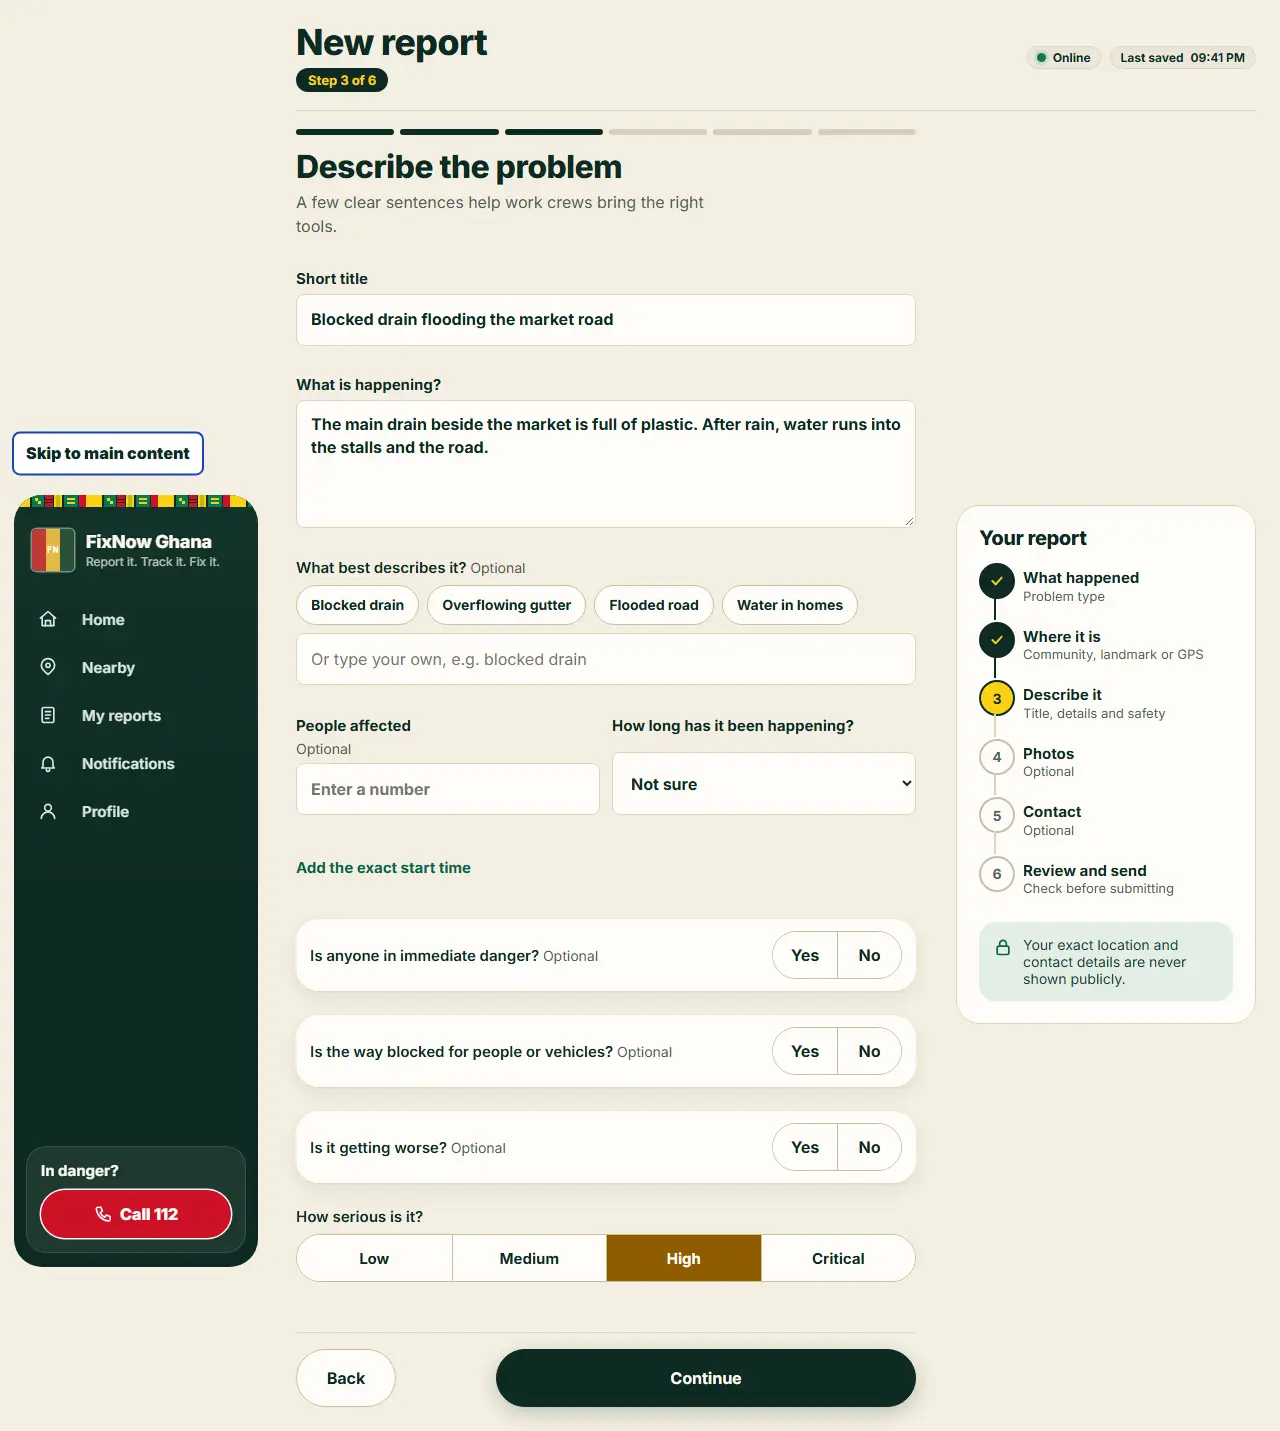 New report
Step 3 of 6
Online
Last saved 09:41 PM
Describe the problem
A few clear sentences help work crews bring the right
tools.
Short title
Blocked drain flooding the market road
What is happening?
The main drain beside the market is full of plastic. After rain, water runs into
the stalls and the road.
What best describes it? Optional
Blocked drain
Overflowing gutter
Flooded road
Water in homes
Or type your own, e.g. blocked drain
People affected
Optional
Enter a number
How long has it been happening?
Not sure
Add the exact start time
Is anyone in immediate danger? Optional
Yes
No
Is the way blocked for people or vehicles? Optional
Yes
No
Is it getting worse? Optional
Yes
No
How serious is it?
Low
Medium
High
Critical
Back
Continue
Skip to main content
FN
FixNow Ghana
Report it. Track it. Fix it.
Home
Nearby
My reports
Notifications
Profile
In danger?
Call 112
Your report
What happened
Problem type
Where it is
Community, landmark or GPS
3
Describe it
Title, details and safety
4
Photos
Optional
5
Contact
Optional
6
Review and send
Check before submitting
Your exact location and
contact details are never
shown publicly.